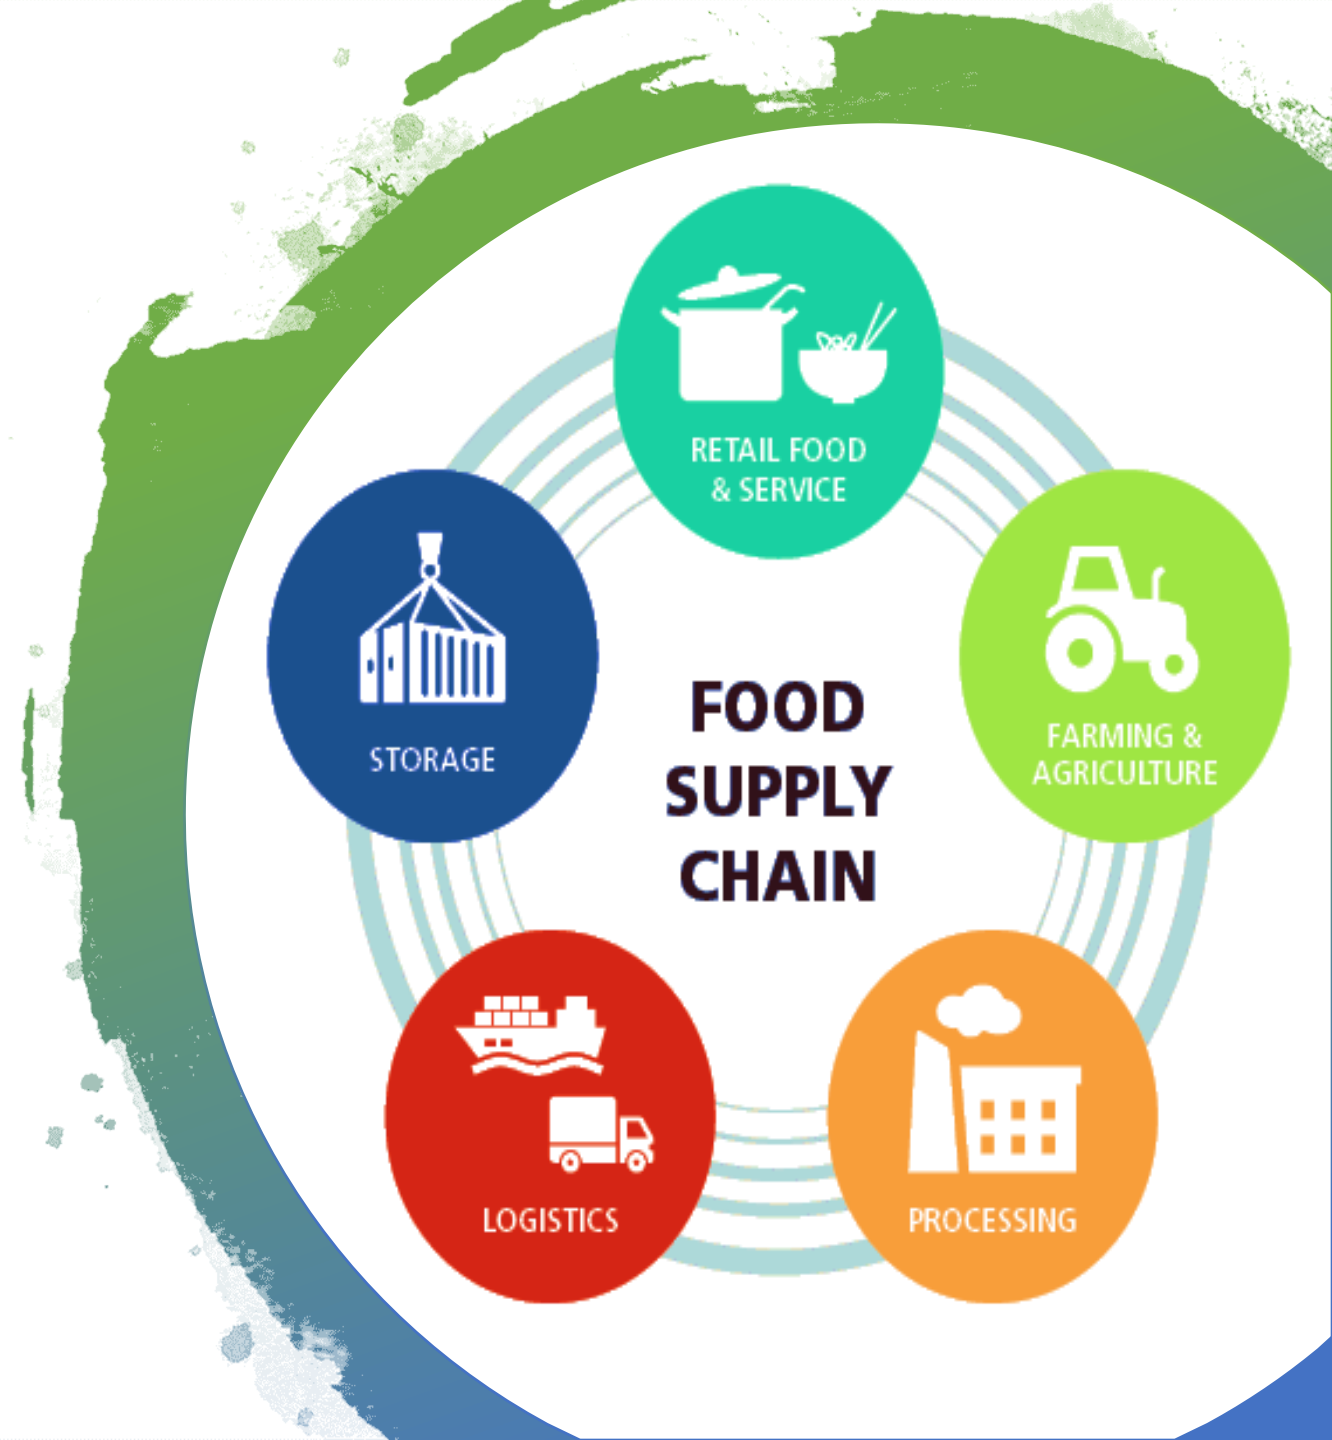 RETAIL FOOD
& SERVICE
STORAGE
FARMING &
AGRICULTURE
FOOD
SUPPLY
CHAIN
LOGISTICS
PROCESSING